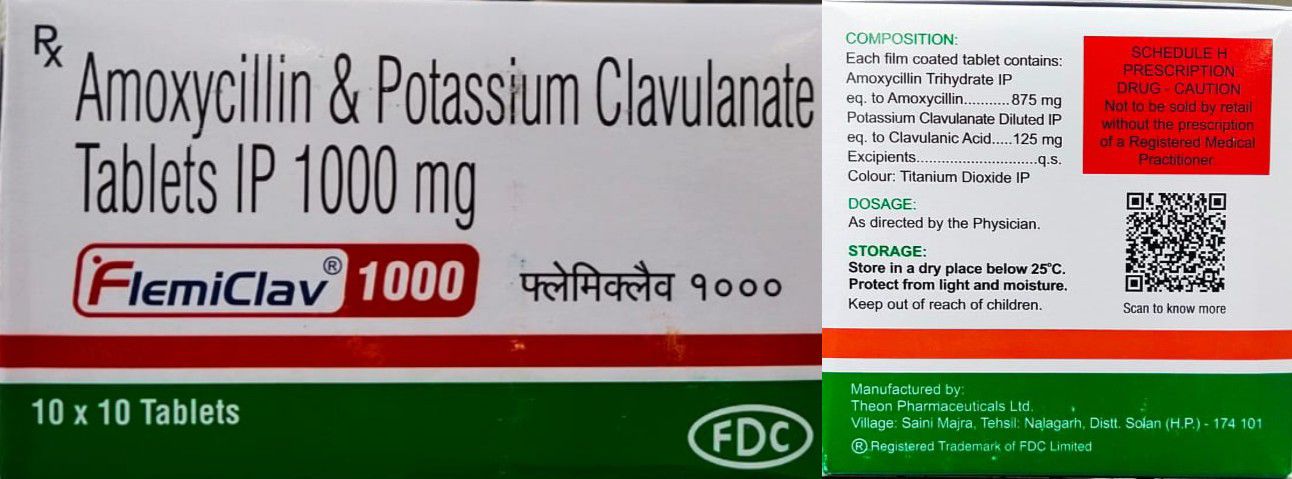 Rx
Amoxycillin & Potassium Clavulanate
Tablets IP 1000 mg
FlemiClav® 1000
फ्लेमिक्लैव १०००
10 x 10 Tablets
FDC
COMPOSITION:
Each film coated tablet contains:
Amoxycillin Trihydrate IP
eq. to Amoxycillin...........875 mg
Potassium Clavulanate Diluted IP
eq. to Clavulanic Acid.....125 mg
Excipients............................q.s.
Colour: Titanium Dioxide IP
DOSAGE:
As directed by the Physician.
STORAGE:
Store in a dry place below 25°C.
Protect from light and moisture.
Keep out of reach of children.
SCHEDULE H
PRESCRIPTION
DRUG - CAUTION
Not to be sold by retail
without the prescription
of a Registered Medical
Practitioner
Scan to know more
Manufactured by:
Theon Pharmaceuticals Ltd.
Village: Saini Majra, Tehsil: Nalagarh, Distt. Solan (H.P.) - 174 101
® Registered Trademark of FDC Limited